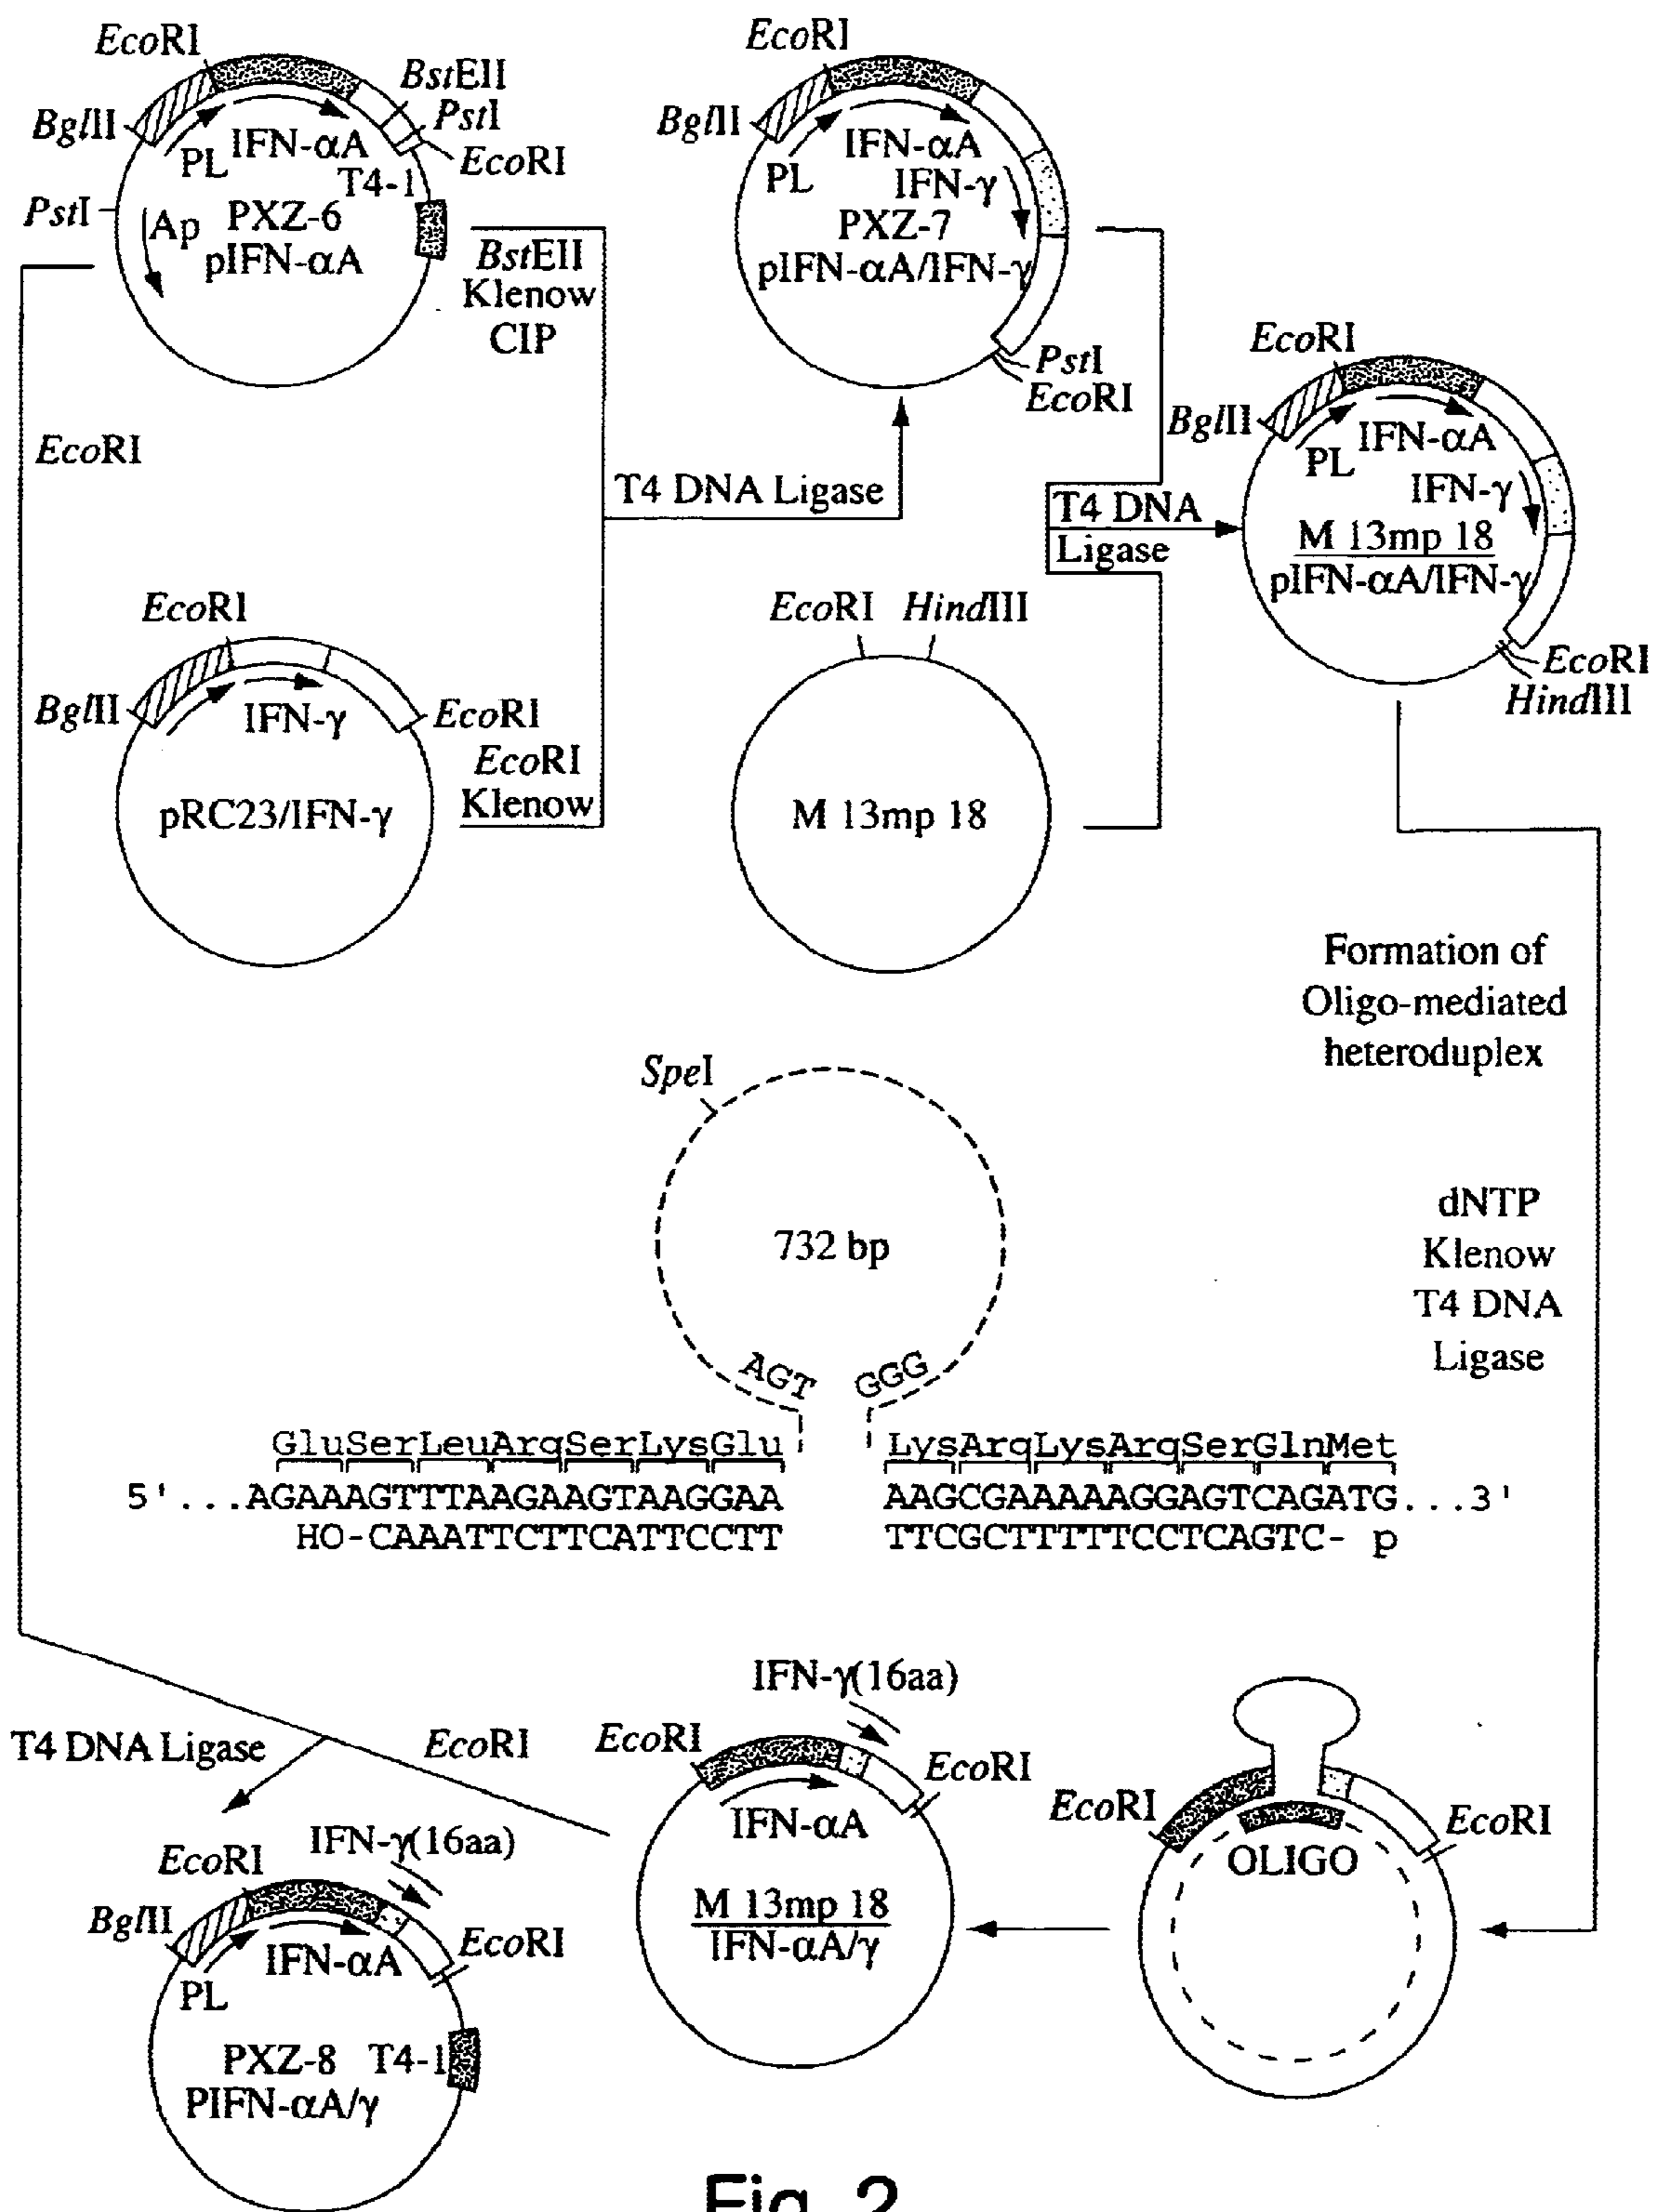 EcoRI
BstEII
PstI
EcoRI
BglII
PL
IFN-αA
T4-1
PstI
Ap
PXZ-6
pIFN-αA
BstEII
Klenow
CIP
EcoRI
EcoRI
BglII
PL
IFN-αA
IFN-γ
PXZ-7
pIFN-αA/IFN-γ
PstI
EcoRI
T4 DNA Ligase
EcoRI
BglII
IFN-γ
EcoRI
pRC23/IFN-γ
EcoRI
Klenow
EcoRI HindIII
M 13mp 18
T4 DNA
Ligase
EcoRI
BglII
PL
IFN-αA
IFN-γ
M 13mp 18
pIFN-αA/IFN-γ
EcoRI
HindIII
Formation of
Oligo-mediated
heteroduplex
dNTP
Klenow
T4 DNA
Ligase
SpeI
732 bp
AGT GGG
GluSerLeuArgSerLysGlu LysArgLysArgSerGlnMet
5'...AGAAAGTTTAAGAAGTAAGGAA AAGCGAAAAAGGAGTCAGATG...3'
HO-CAAATTCTTCATTCCTT TTCGCTTTTTCCTCAGTC- p
EcoRI
EcoRI
OLIGO
IFN-γ(16aa)
EcoRI
EcoRI
IFN-αA
M 13mp 18
IFN-αA/γ
T4 DNA Ligase
EcoRI
IFN-γ(16aa)
EcoRI
BglII
EcoRI
IFN-αA
PL
PXZ-8 T4-1
PIFN-αA/γ
Fig. 2